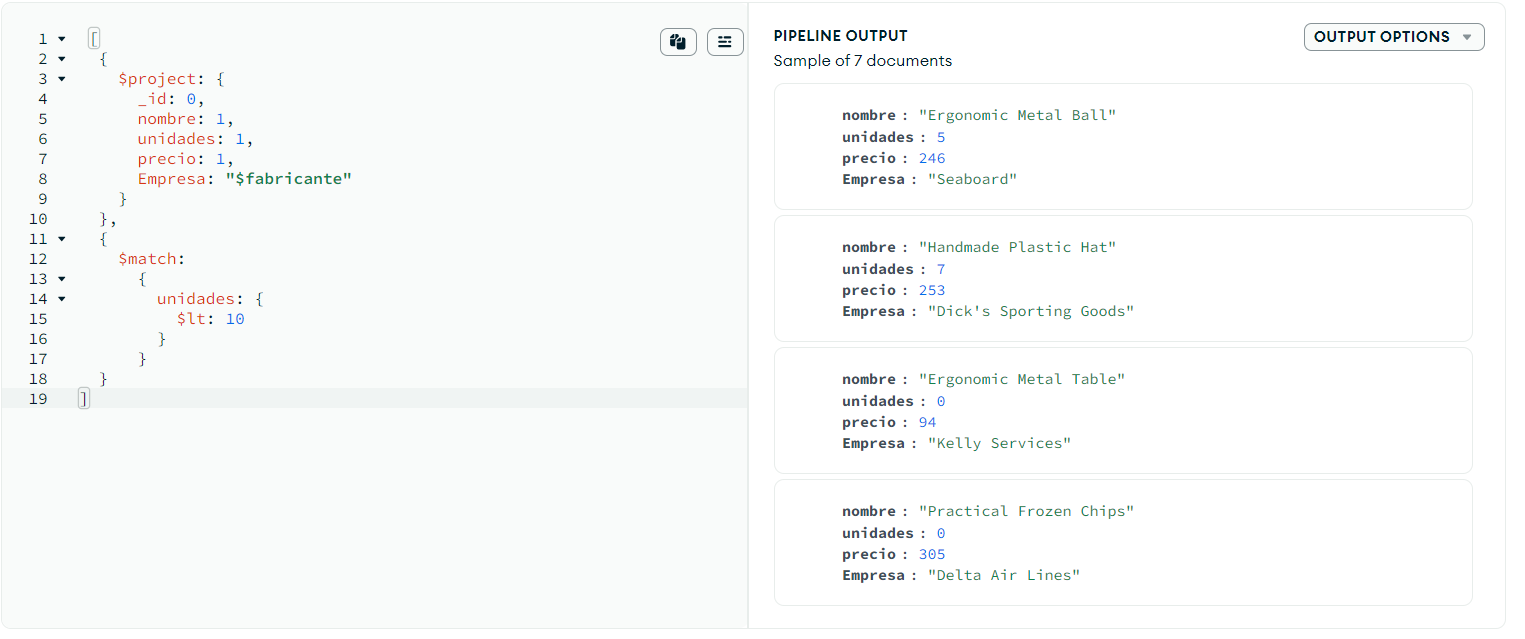 1 [
2 {
3 $project: {
4 _id: 0,
5 nombre: 1,
6 unidades: 1,
7 precio: 1,
8 Empresa: "$fabricante"
9 }
10 },
11 {
12 $match:
13 {
14 unidades: {
15 $lt: 10
16 }
17 }
18 }
19 ]
PIPELINE OUTPUT
OUTPUT OPTIONS
Sample of 7 documents
nombre : "Ergonomic Metal Ball"
unidades : 5
precio : 246
Empresa : "Seaboard"
nombre : "Handmade Plastic Hat"
unidades : 7
precio : 253
Empresa : "Dick's Sporting Goods"
nombre : "Ergonomic Metal Table"
unidades : 0
precio : 94
Empresa : "Kelly Services"
nombre : "Practical Frozen Chips"
unidades : 0
precio : 305
Empresa : "Delta Air Lines"